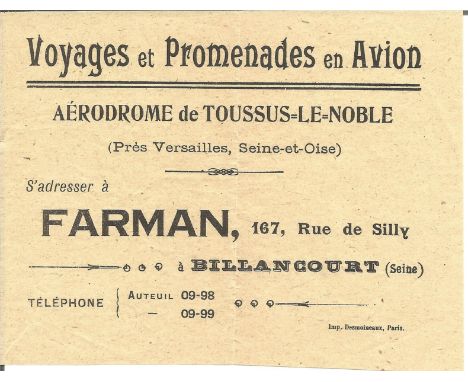 Voyages et Promenades en Avion
AÉRODROME de TOUSSUS-LE-NOBLE
(Près Versailles, Seine-et-Oise)
S'adresser à
FARMAN, 167, Rue de Silly
à BILLANCOURT (Seine)
TÉLÉPHONE { AUTEUIL 09-98
— 09-99
Imp. Desmoineaux, Paris.